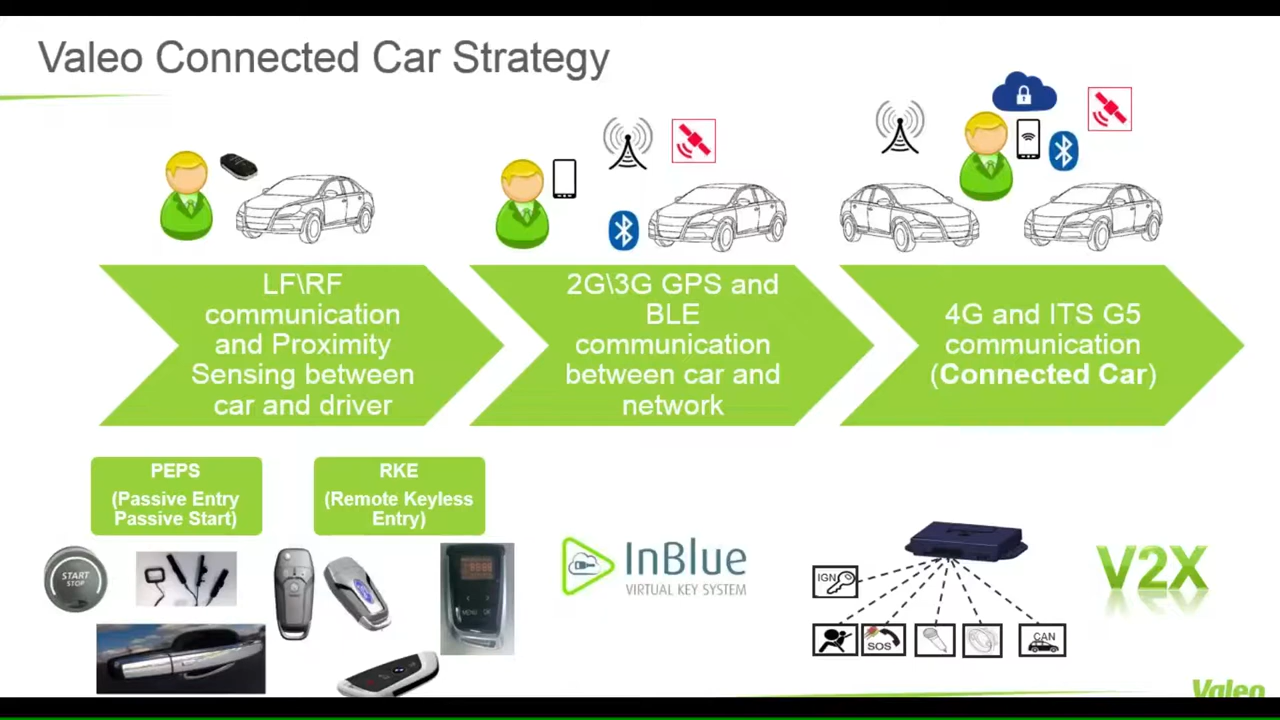 Valeo Connected Car Strategy
LF\RF
communication
and Proximity
Sensing between
car and driver
2G\3G GPS and
BLE
communication
between car and
network
4G and ITS G5
communication
(Connected Car)
PEPS
(Passive Entry
Passive Start)
RKE
(Remote Keyless
Entry)
START
STOP
MENU OK
InBlue
VIRTUAL KEY SYSTEM
IGN
SOS
CAN
V2X
Valeo